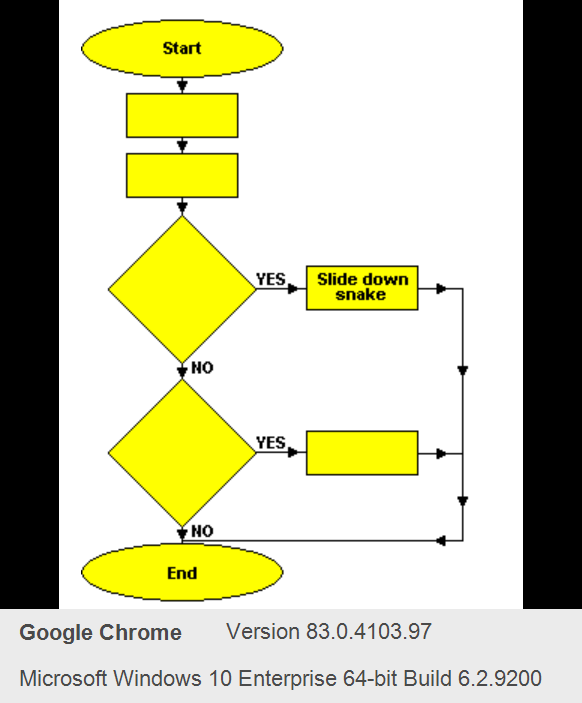 Start
YES
Slide down
snake
NO
YES
NO
End
Google Chrome Version 83.0.4103.97
Microsoft Windows 10 Enterprise 64-bit Build 6.2.9200